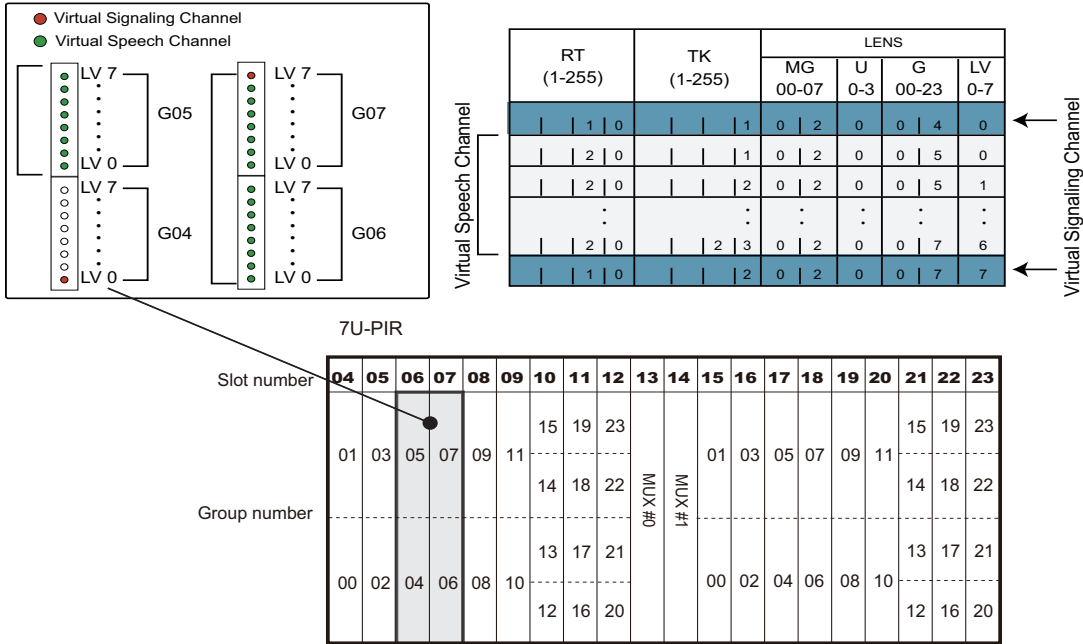 Virtual Signaling Channel
Virtual Speech Channel
LV 7
G05
LV 0
LV 7
G04
LV 0
LV 7
G07
LV 0
LV 7
G06
LV 0
RT
(1-255)
TK
(1-255)
LENS
MG
00-07
U
0-3
G
00-23
LV
0-7
1 0 1 0 2 0 0 4 0
2 0 1 0 2 0 0 5 0
2 0 2 0 2 0 0 5 1
: : : : : :
2 0 2 3 0 2 0 0 7 6
1 0 2 0 2 0 0 7 7
Virtual Speech Channel
Virtual Signaling Channel
7U-PIR
Slot number 04 05 06 07 08 09 10 11 12 13 14 15 16 17 18 19 20 21 22 23
15 19 23 15 19 23
01 03 05 07 09 11 01 03 05 07 09 11
14 18 22 14 18 22
MUX #0 MUX #1
Group number
13 17 21 13 17 21
00 02 04 06 08 10 00 02 04 06 08 10
12 16 20 12 16 20